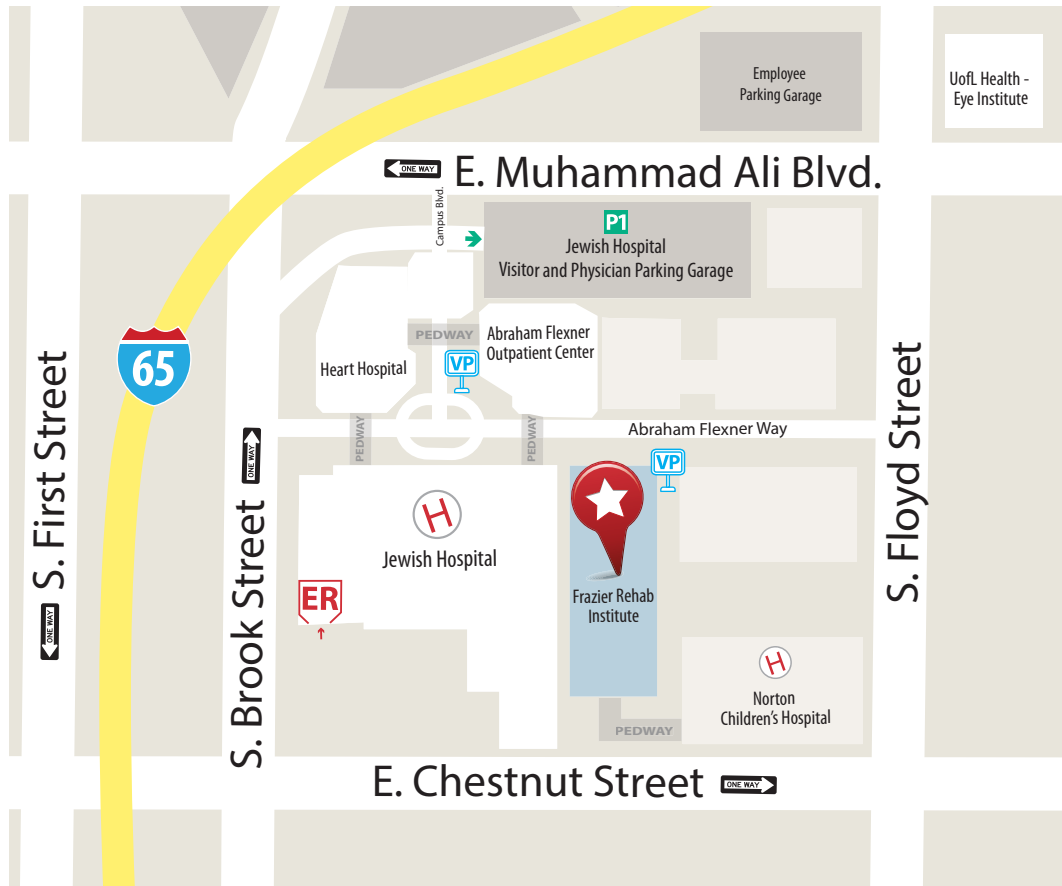 Employee
Parking Garage
UofL Health -
Eye Institute
ONE WAY
E. Muhammad Ali Blvd.
Campus Blvd.
P1
Jewish Hospital
Visitor and Physician Parking Garage
PEDWAY
Abraham Flexner
Outpatient Center
65
Heart Hospital
VP
S. First Street
ONE WAY
S. Brook Street
ONE WAY
PEDWAY
PEDWAY
Abraham Flexner Way
S. Floyd Street
VP
H
Jewish Hospital
ER
Frazier Rehab
Institute
H
Norton
Children's Hospital
PEDWAY
E. Chestnut Street
ONE WAY